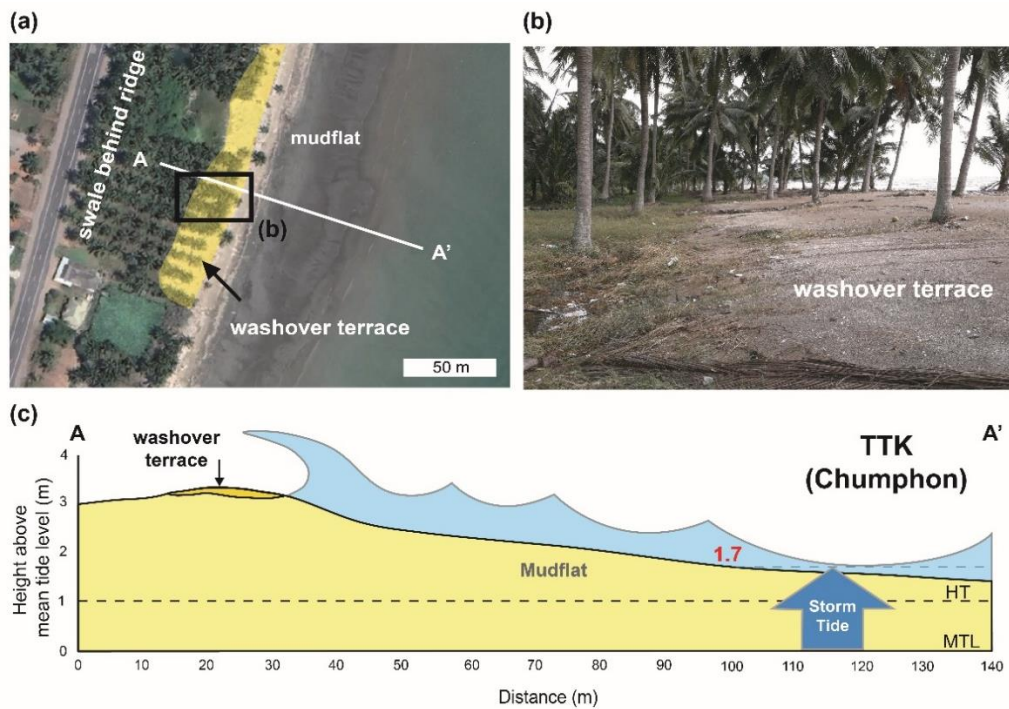 (a)
swale behind ridge
A
mudflat
(b)
A'
washover terrace
50 m
(b)
washover terrace
(c)
A
washover
terrace
A'
TTK
(Chumphon)
Height above
mean tide level (m)
4
3
2
1
0
1.7
Mudflat
HT
Storm
Tide
MTL
0 10 20 30 40 50 60 70 80 90 100 110 120 130 140
Distance (m)